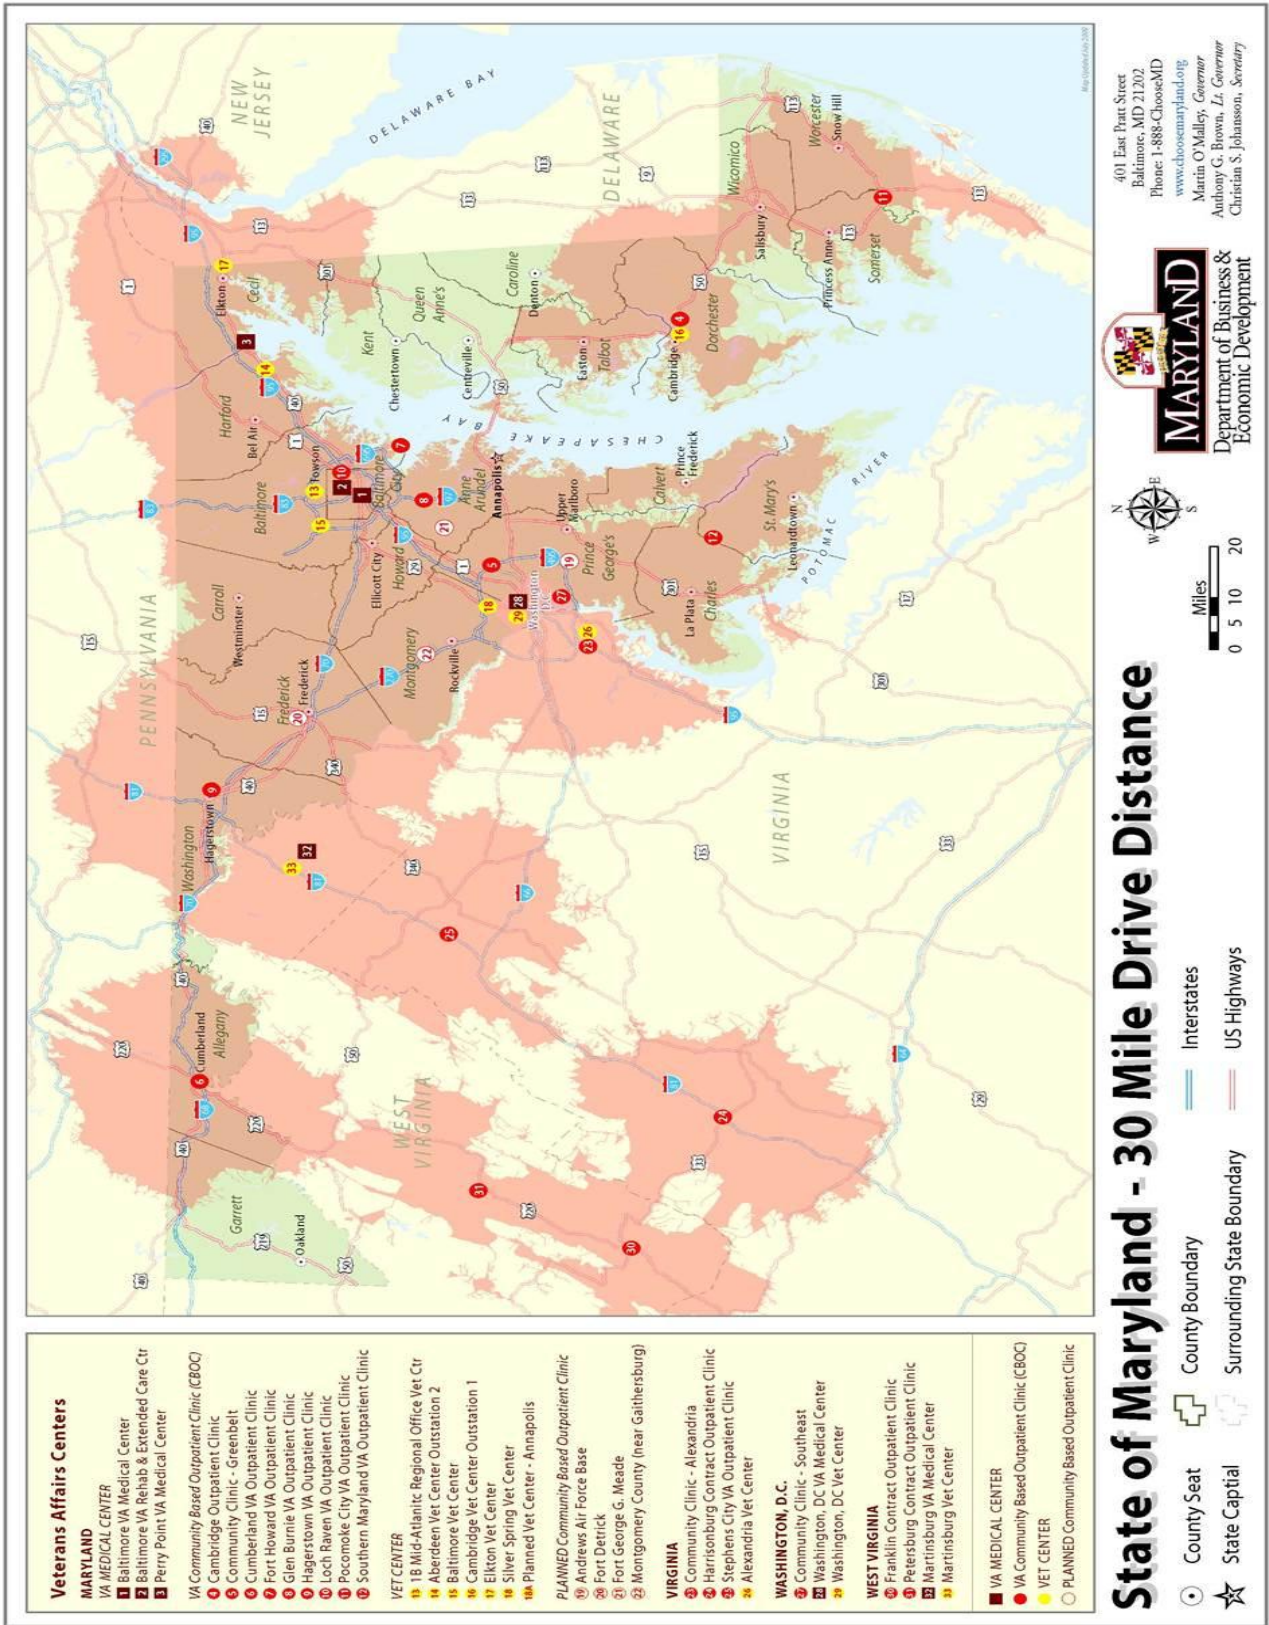 Veterans Affairs Centers
MARYLAND
VA MEDICAL CENTER
1 Baltimore VA Medical Center
2 Baltimore VA Rehab & Extended Care Ctr
3 Perry Point VA Medical Center
VA Community Based Outpatient Clinic (CBOC)
4 Cambridge Outpatient Clinic
5 Community Clinic - Greenbelt
6 Cumberland VA Outpatient Clinic
7 Fort Howard VA Outpatient Clinic
8 Glen Burnie VA Outpatient Clinic
9 Hagerstown VA Outpatient Clinic
10 Loch Raven VA Outpatient Clinic
11 Pocomoke City VA Outpatient Clinic
12 Southern Maryland VA Outpatient Clinic
VET CENTER
13 1B Mid-Atlanitc Regional Office Vet Ctr
14 Aberdeen Vet Center Outstation 2
15 Baltimore Vet Center
16 Cambridge Vet Center Outstation 1
17 Elkton Vet Center
18 Silver Spring Vet Center
18A Planned Vet Center - Annapolis
PLANNED Community Based Outpatient Clinic
19 Andrews Air Force Base
20 Fort Detrick
21 Fort George G. Meade
22 Montgomery County (near Gaithersburg)
VIRGINIA
23 Community Clinic - Alexandria
24 Harrisonburg Contract Outpatient Clinic
25 Stephens City VA Outpatient Clinic
26 Alexandria Vet Center
WASHINGTON, D.C.
27 Community Clinic - Southeast
28 Washington, DC VA Medical Center
29 Washington, DC Vet Center
WEST VIRGINIA
30 Franklin Contract Outpatient Clinic
31 Petersburg Contract Outpatient Clinic
32 Martinsburg VA Medical Center
33 Martinsburg Vet Center
VA MEDICAL CENTER
VA Community Based Outpatient Clinic (CBOC)
VET CENTER
PLANNED Community Based Outpatient Clinic
PENNSYLVANIA
NEW JERSEY
DELAWARE BAY
DELAWARE
VIRGINIA
WEST VIRGINIA
CHESAPEAKE BAY
POTOMAC RIVER
Garrett
Oakland
Allegany
Cumberland
Washington
Hagerstown
Frederick
Frederick
Carroll
Westminster
Baltimore
Towson
Baltimore City
Harford
Bel Air
Cecil
Elkton
Kent
Chestertown
Queen Anne's
Centreville
Caroline
Denton
Talbot
Easton
Dorchester
Cambridge
Wicomico
Salisbury
Worcester
Snow Hill
Somerset
Princess Anne
Howard
Ellicott City
Montgomery
Rockville
Washington D.C.
Anne Arundel
Annapolis
Prince George's
Upper Marlboro
Calvert
Prince Frederick
Charles
La Plata
St. Mary's
Leonardtown
Map Updated July 2009
State of Maryland - 30 Mile Drive Distance
County Seat
State Captial
County Boundary
Surrounding State Boundary
Interstates
US Highways
Miles
0 5 10 20
N
E
S
W
MARYLAND
Department of Business &
Economic Development
401 East Pratt Street
Baltimore, MD 21202
Phone: 1-888-ChooseMD
www.choosemaryland.org
Martin O'Malley, Governor
Anthony G. Brown, Lt. Governor
Christian S. Johansson, Secretary